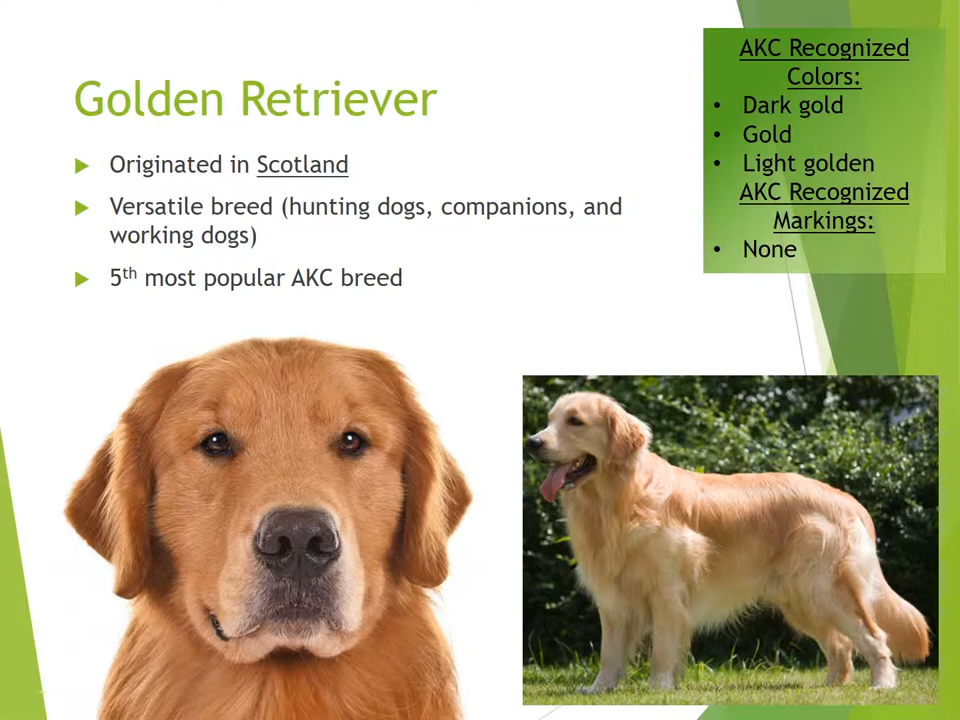 Golden Retriever
Originated in Scotland
Versatile breed (hunting dogs, companions, and
working dogs)
5th most popular AKC breed
AKC Recognized
Colors:
• Dark gold
• Gold
• Light golden
AKC Recognized
Markings:
• None